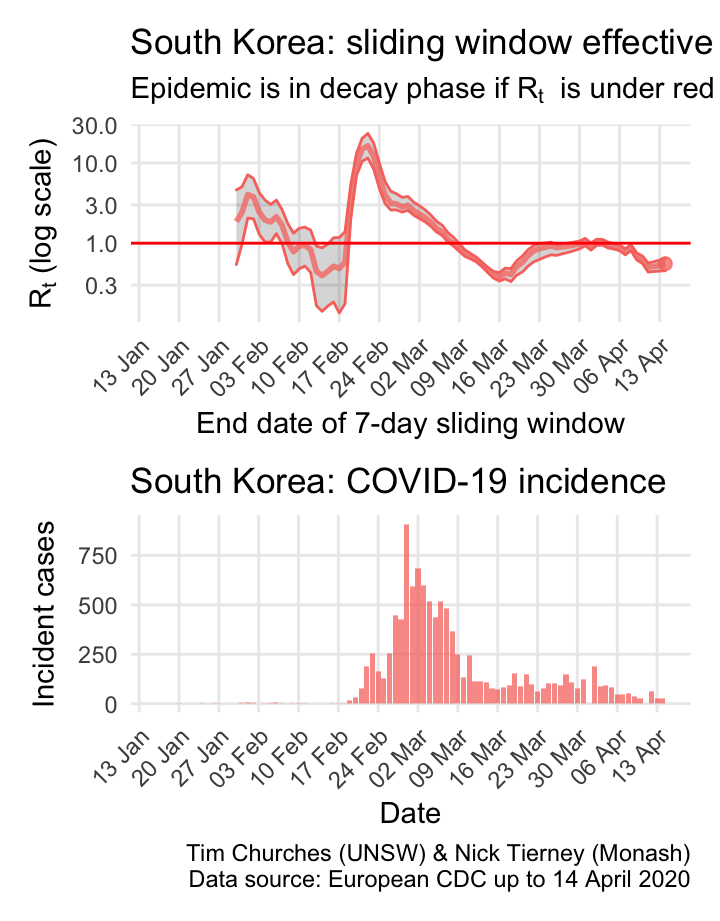 South Korea: sliding window effective
Epidemic is in decay phase if Rt is under red
30.0
10.0
3.0
1.0
0.3
Rt (log scale)
13 Jan
20 Jan
27 Jan
03 Feb
10 Feb
17 Feb
24 Feb
02 Mar
09 Mar
16 Mar
23 Mar
30 Mar
06 Apr
13 Apr
End date of 7-day sliding window
South Korea: COVID-19 incidence
750
500
250
0
Incident cases
13 Jan
20 Jan
27 Jan
03 Feb
10 Feb
17 Feb
24 Feb
02 Mar
09 Mar
16 Mar
23 Mar
30 Mar
06 Apr
13 Apr
Date
Tim Churches (UNSW) & Nick Tierney (Monash)
Data source: European CDC up to 14 April 2020